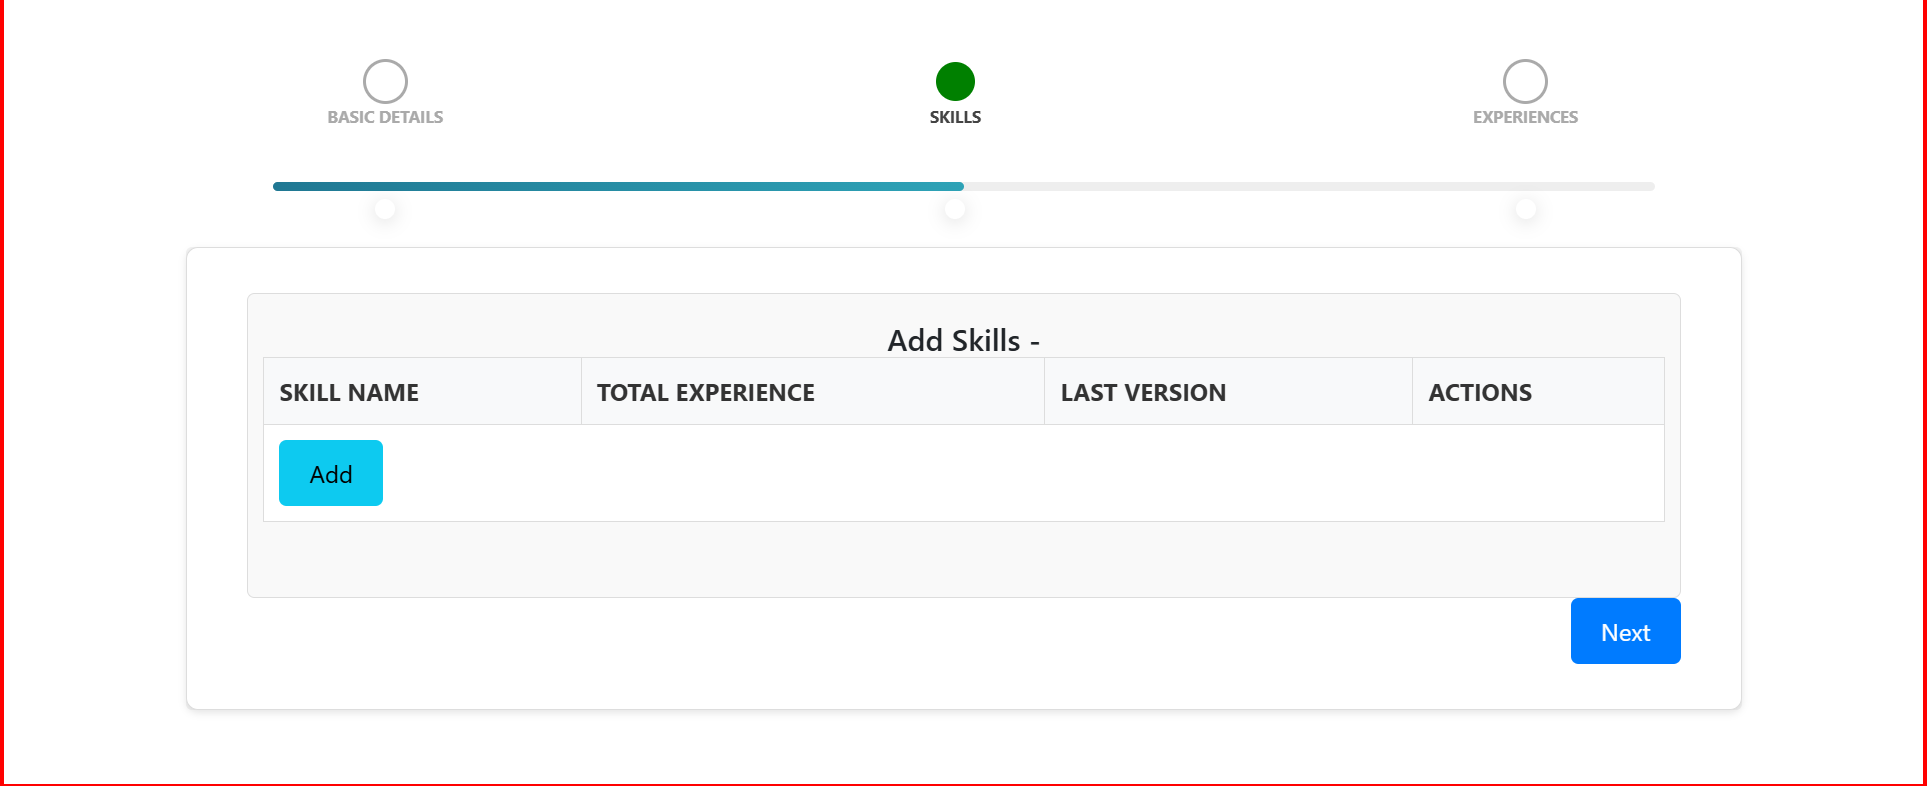 BASIC DETAILS
SKILLS
EXPERIENCES
Add Skills -
SKILL NAME
TOTAL EXPERIENCE
LAST VERSION
ACTIONS
Add
Next